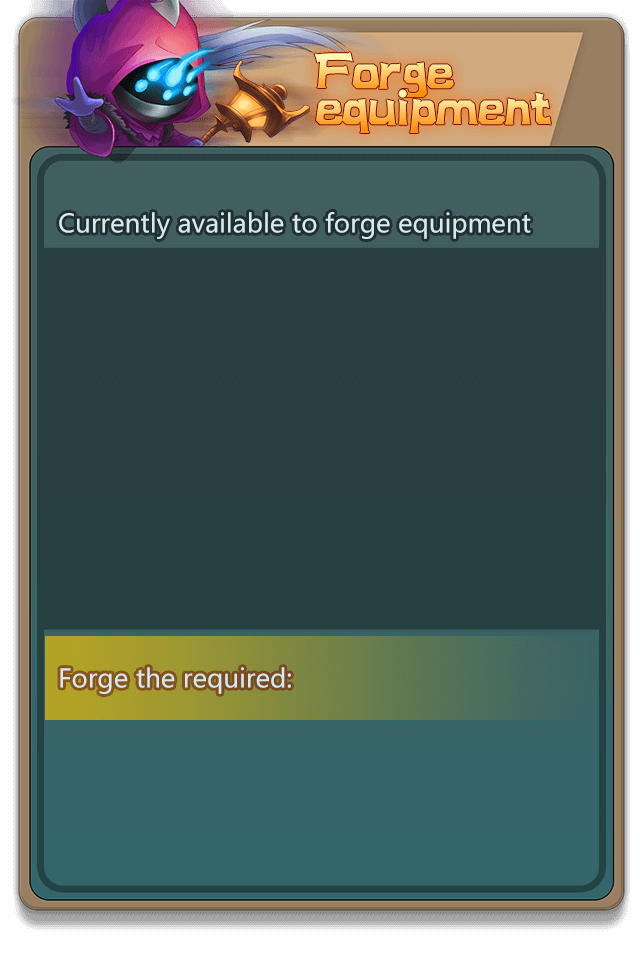 Forge
equipment
Currently available to forge equipment
Forge the required: